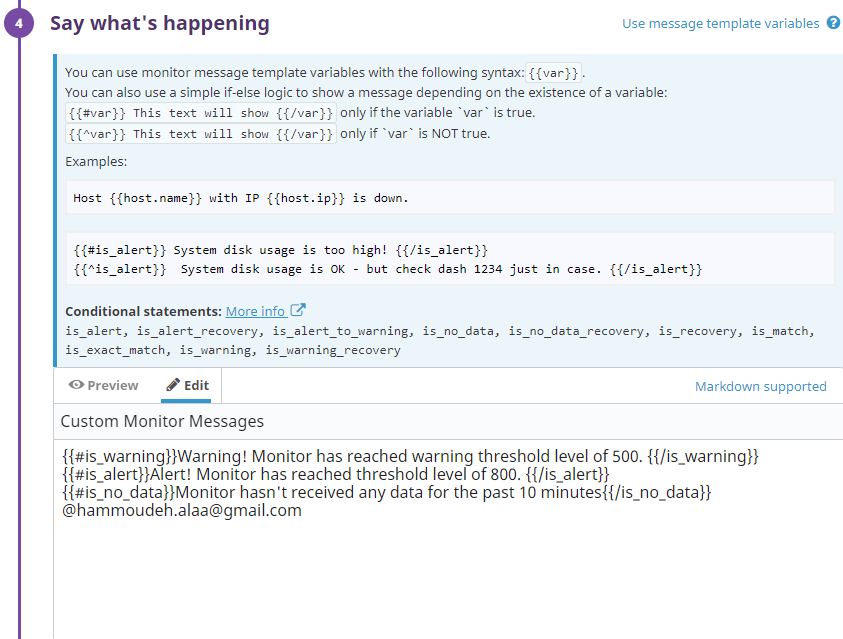 4
Say what's happening
Use message template variables ?
You can use monitor message template variables with the following syntax: {{var}}.
You can also use a simple if-else logic to show a message depending on the existence of a variable:
{{#var}} This text will show {{/var}} only if the variable `var` is true.
{{^var}} This text will show {{/var}} only if `var` is NOT true.
Examples:
Host {{host.name}} with IP {{host.ip}} is down.
{{#is_alert}} System disk usage is too high! {{/is_alert}}
{{^is_alert}}  System disk usage is OK - but check dash 1234 just in case. {{/is_alert}}
Conditional statements: More info
is_alert, is_alert_recovery, is_alert_to_warning, is_no_data, is_no_data_recovery, is_recovery, is_match,
is_exact_match, is_warning, is_warning_recovery
Preview Edit Markdown supported
Custom Monitor Messages
{{#is_warning}}Warning! Monitor has reached warning threshold level of 500. {{/is_warning}}
{{#is_alert}}Alert! Monitor has reached threshold level of 800. {{/is_alert}}
{{#is_no_data}}Monitor hasn't received any data for the past 10 minutes{{/is_no_data}}
@hammoudeh.alaa@gmail.com